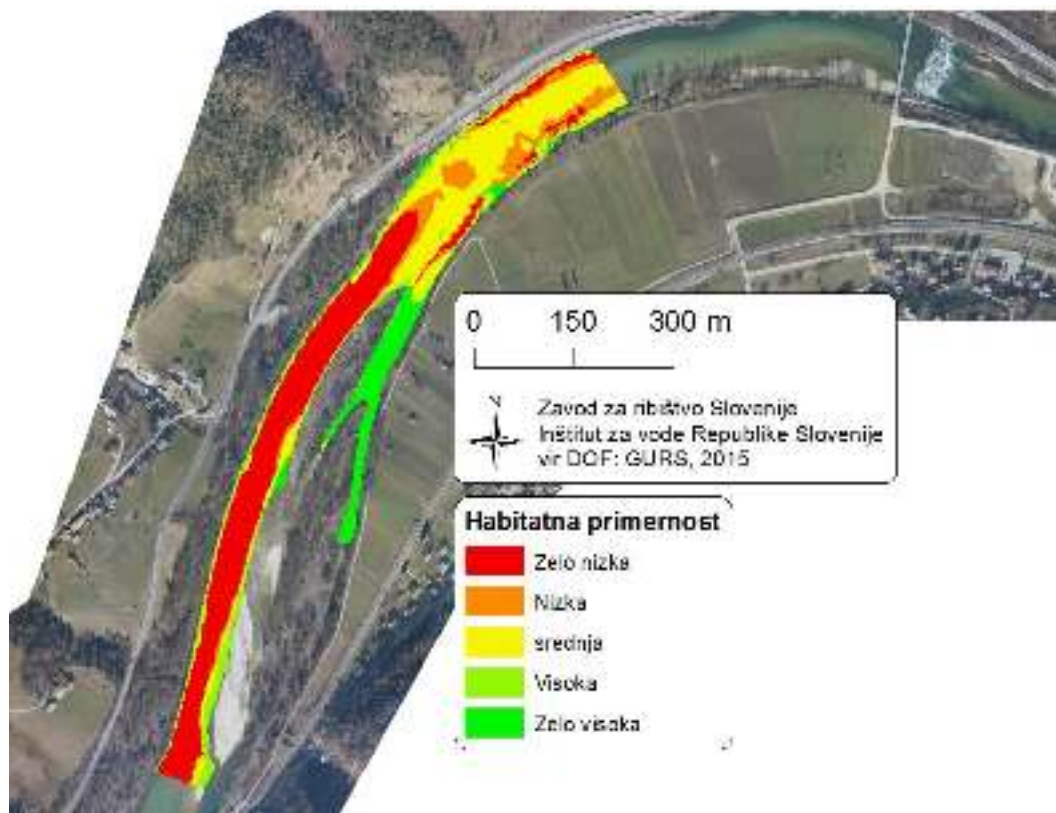 0 150 300 m
N
Zavod za ribištvo Slovenije
Inštitut za vode Republike Slovenije
vir DOF: GURS, 2015
Habitatna primernost
Zelo nizka
Nizka
srednja
Visoka
Zelo visoka